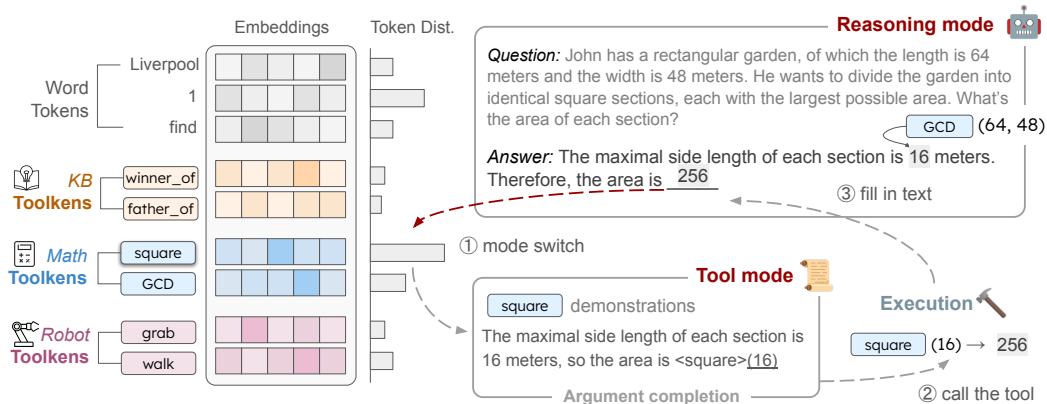 Embeddings
Token Dist.
Word
Tokens
Liverpool
1
find
KB
Toolkens
winner_of
father_of
Math
Toolkens
square
GCD
Robot
Toolkens
grab
walk
Reasoning mode
Question: John has a rectangular garden, of which the length is 64
meters and the width is 48 meters. He wants to divide the garden into
identical square sections, each with the largest possible area. What's
the area of each section?
GCD (64, 48)
Answer: The maximal side length of each section is 16 meters.
Therefore, the area is 256
③ fill in text
① mode switch
Tool mode
square demonstrations
The maximal side length of each section is
16 meters, so the area is <square>(16)
Argument completion
Execution
square (16) → 256
② call the tool